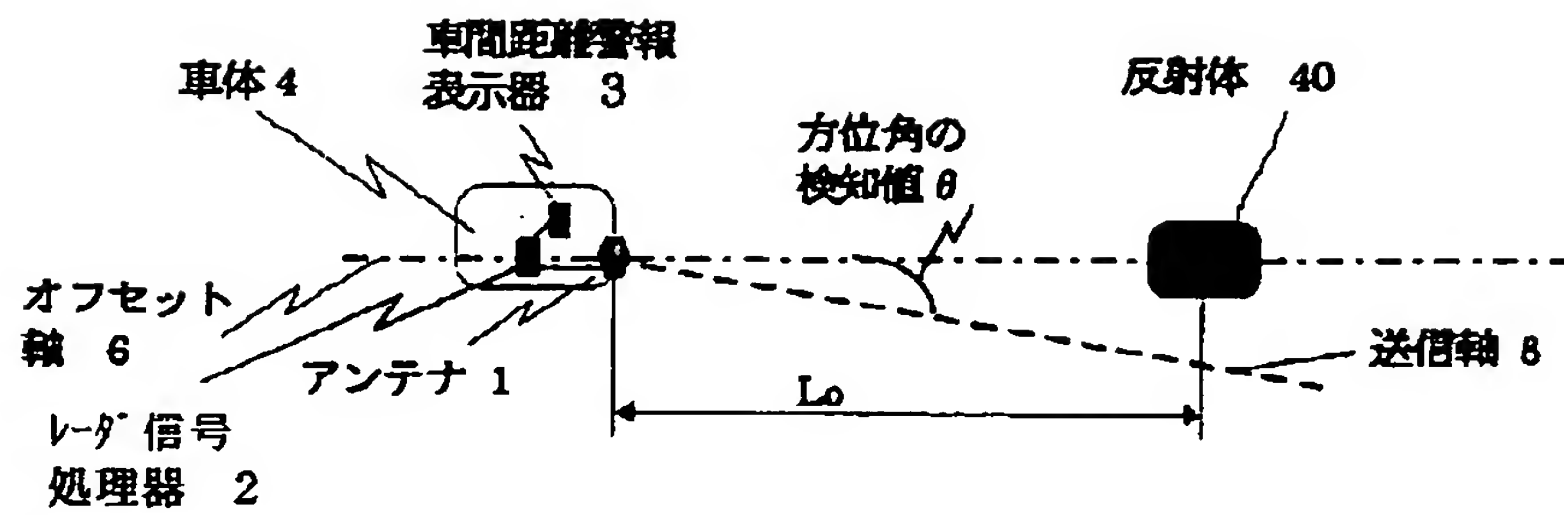 車間距離警報
表示器 3
車体 4
反射体 40
方位角の
検知値 θ
オフセット
軸 6
アンテナ 1
送信軸 8
Lo
レーダ信号
処理器 2